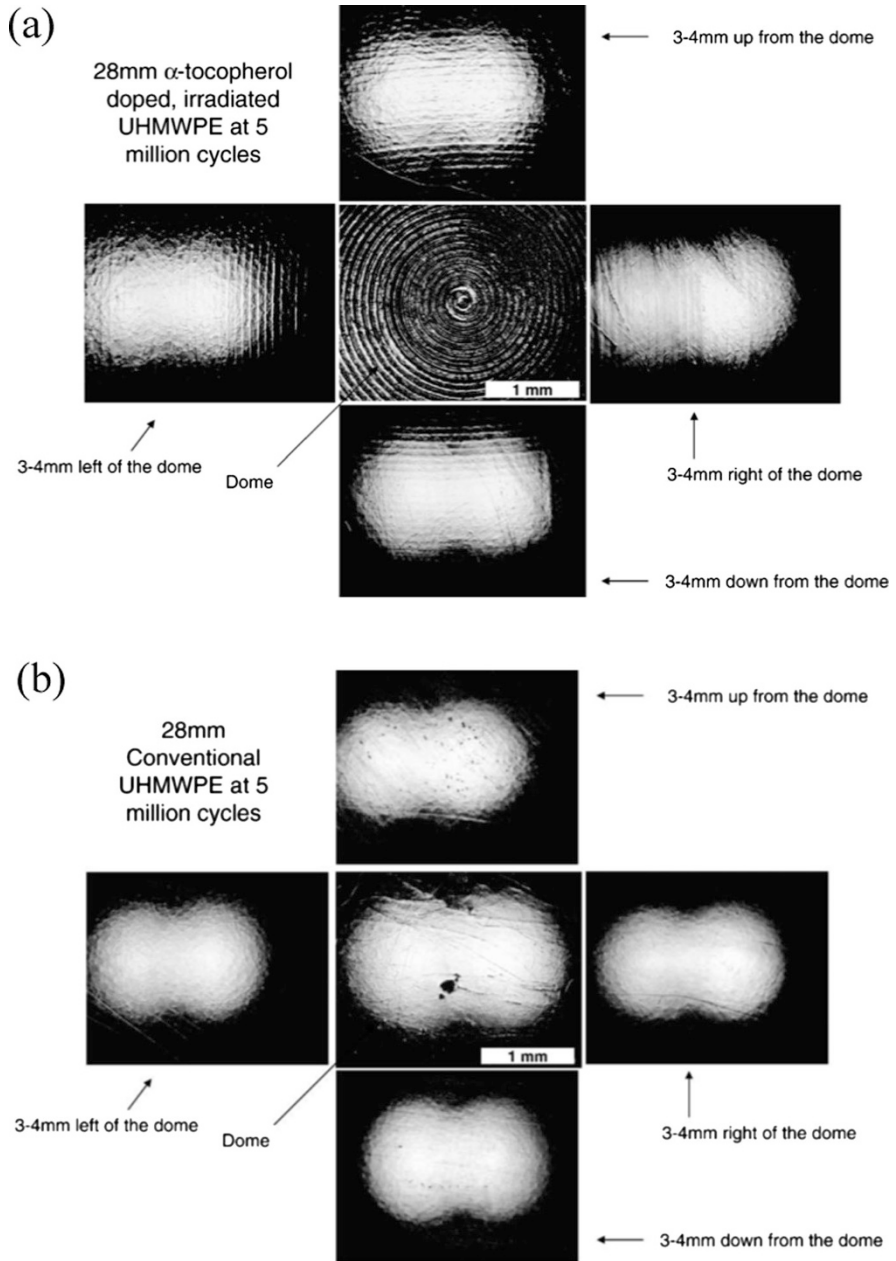 (a)
28mm α-tocopherol
doped, irradiated
UHMWPE at 5
million cycles
3-4mm up from the dome
1 mm
3-4mm left of the dome
Dome
3-4mm right of the dome
3-4mm down from the dome
(b)
28mm
Conventional
UHMWPE at 5
million cycles
3-4mm up from the dome
1 mm
3-4mm left of the dome
Dome
3-4mm right of the dome
3-4mm down from the dome